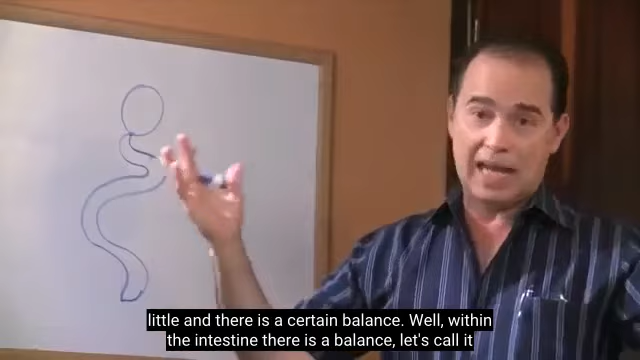 little and there is a certain balance. Well, within
the intestine there is a balance, let's call it